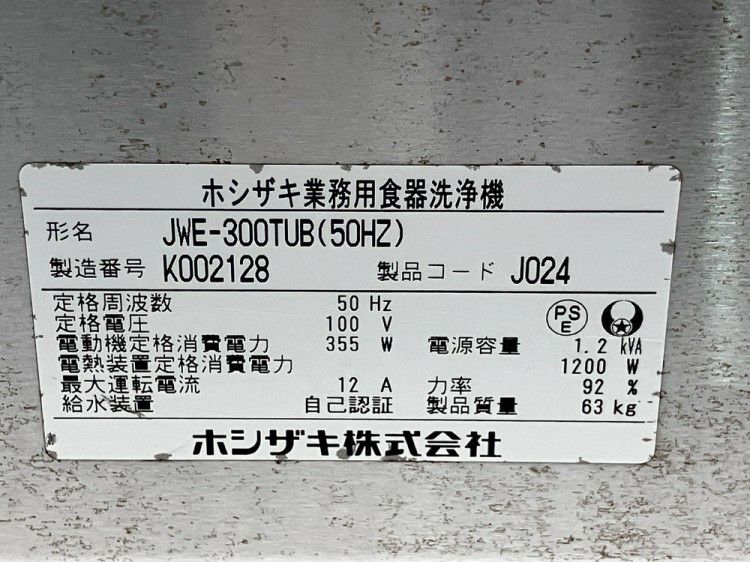 ホシザキ業務用食器洗浄機
形名 JWE-300TUB(50HZ)
製造番号 K002128 製品コード J024
定格周波数 50 Hz
定格電圧 100 V
電動機定格消費電力 355 W 電源容量 1.2 kVA
電熱装置定格消費電力 1200 W
最大運転電流 12 A 力率 92 %
給水装置 自己認証 製品質量 63 kg
PS
E
ホシザキ株式会社